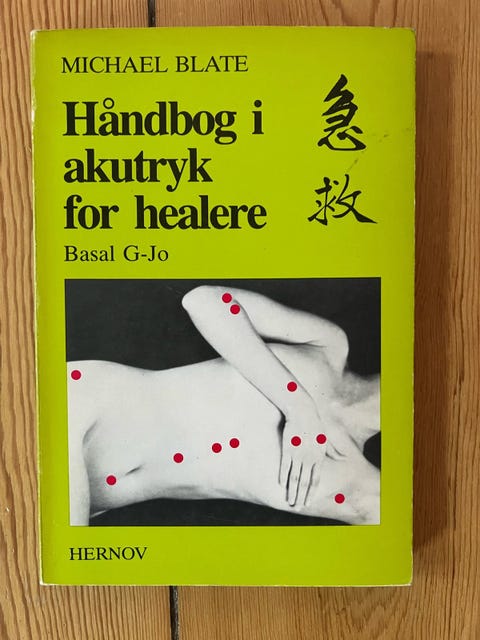 MICHAEL BLATE
Håndbog i
akutryk
for healere
Basal G-Jo
急
救
HERNOV